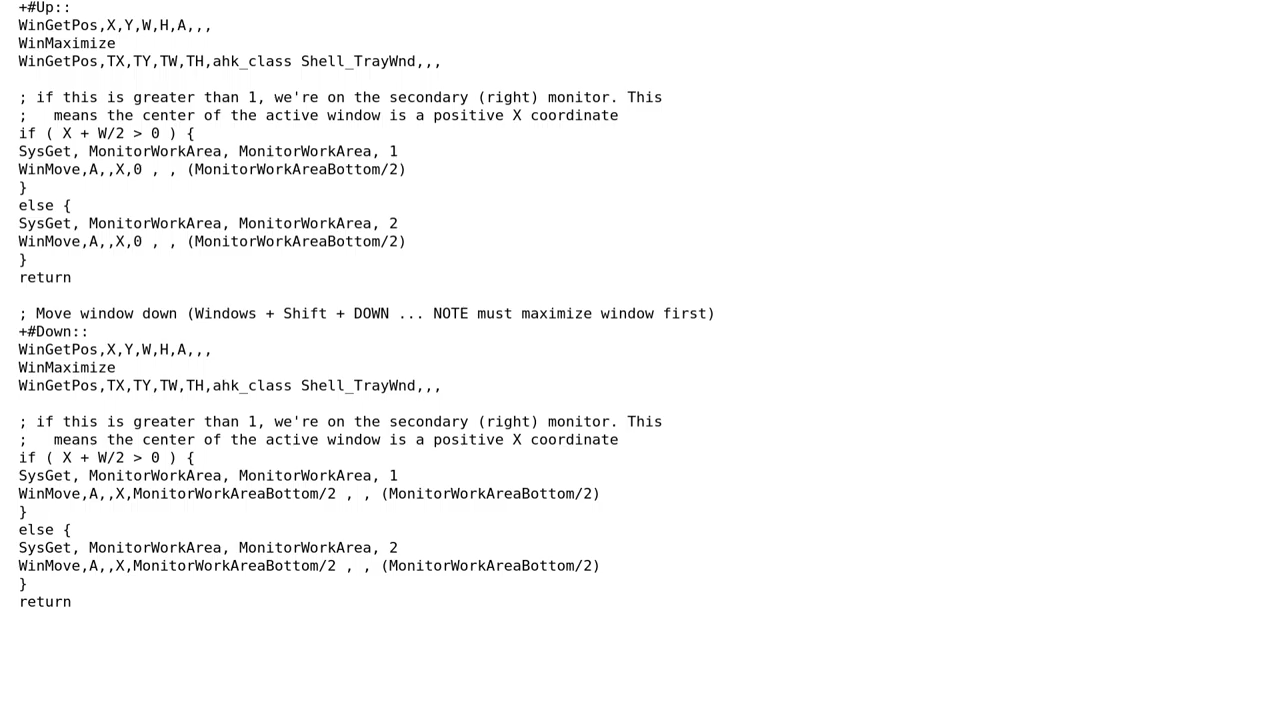 +#Up::
WinGetPos,X,Y,W,H,A,,,
WinMaximize
WinGetPos,TX,TY,TW,TH,ahk_class Shell_TrayWnd,,,

; if this is greater than 1, we're on the secondary (right) monitor. This
;   means the center of the active window is a positive X coordinate
if ( X + W/2 > 0 ) {
SysGet, MonitorWorkArea, MonitorWorkArea, 1
WinMove,A,,X,0 , , (MonitorWorkAreaBottom/2)
}
else {
SysGet, MonitorWorkArea, MonitorWorkArea, 2
WinMove,A,,X,0 , , (MonitorWorkAreaBottom/2)
}
return

; Move window down (Windows + Shift + DOWN ... NOTE must maximize window first)
+#Down::
WinGetPos,X,Y,W,H,A,,,
WinMaximize
WinGetPos,TX,TY,TW,TH,ahk_class Shell_TrayWnd,,,

; if this is greater than 1, we're on the secondary (right) monitor. This
;   means the center of the active window is a positive X coordinate
if ( X + W/2 > 0 ) {
SysGet, MonitorWorkArea, MonitorWorkArea, 1
WinMove,A,,X,MonitorWorkAreaBottom/2 , , (MonitorWorkAreaBottom/2)
}
else {
SysGet, MonitorWorkArea, MonitorWorkArea, 2
WinMove,A,,X,MonitorWorkAreaBottom/2 , , (MonitorWorkAreaBottom/2)
}
return